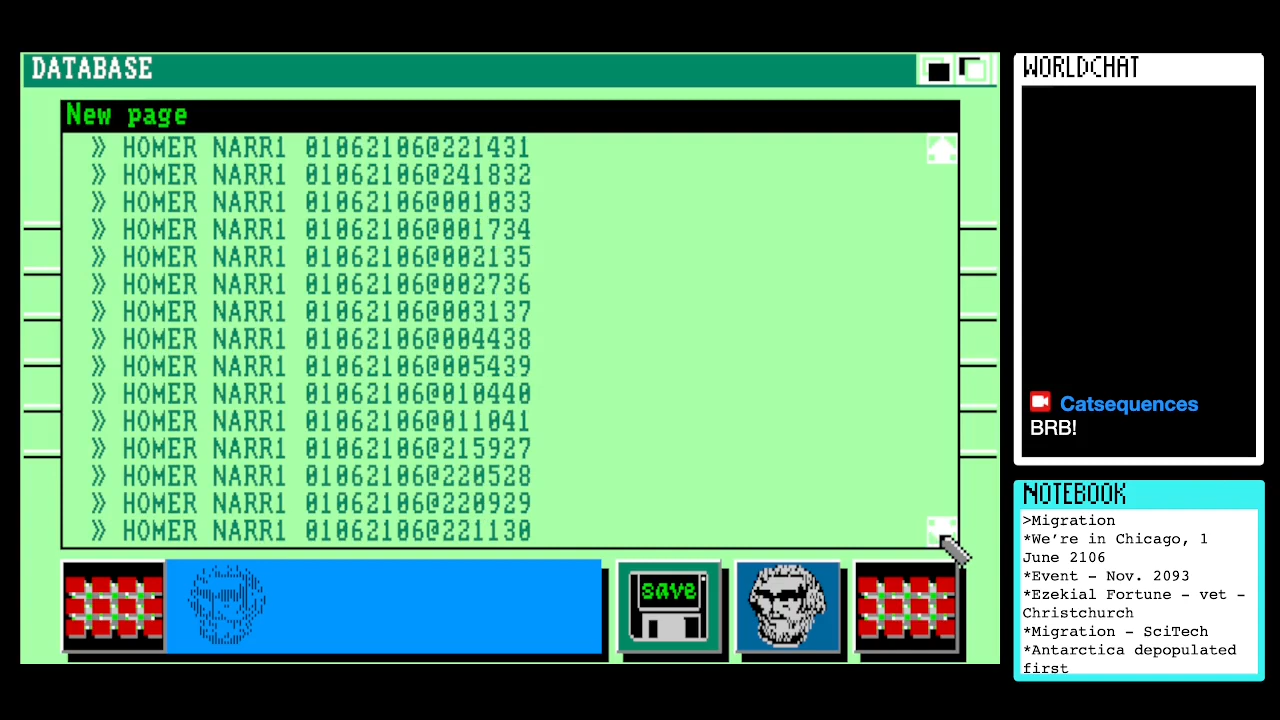 DATABASE
New page
» HOMER NARR1 01062106@221431
» HOMER NARR1 01062106@241832
» HOMER NARR1 01062106@001033
» HOMER NARR1 01062106@001734
» HOMER NARR1 01062106@002135
» HOMER NARR1 01062106@002736
» HOMER NARR1 01062106@003137
» HOMER NARR1 01062106@004438
» HOMER NARR1 01062106@005439
» HOMER NARR1 01062106@010440
» HOMER NARR1 01062106@011041
» HOMER NARR1 01062106@215927
» HOMER NARR1 01062106@220528
» HOMER NARR1 01062106@220929
» HOMER NARR1 01062106@221130
save
WORLDCHAT
Catsequences
BRB!
NOTEBOOK
>Migration
*We're in Chicago, 1
June 2106
*Event - Nov. 2093
*Ezekial Fortune - vet -
Christchurch
*Migration - SciTech
*Antarctica depopulated
first